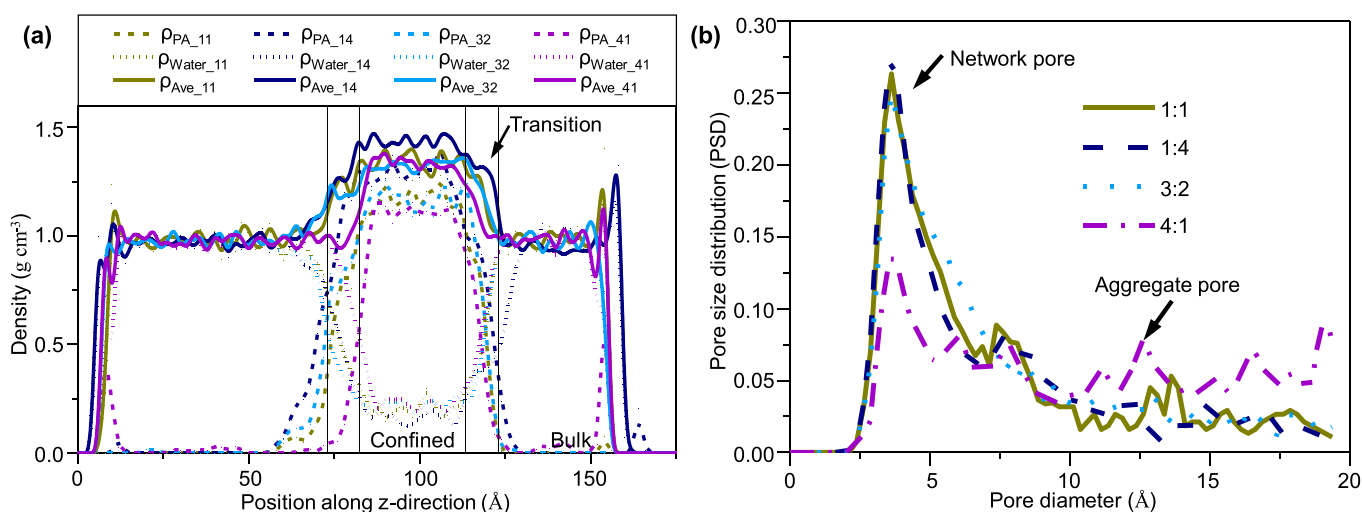 (a)
ρPA_11 ρPA_14 ρPA_32 ρPA_41
ρWater_11 ρWater_14 ρWater_32 ρWater_41
ρAve_11 ρAve_14 ρAve_32 ρAve_41
1.5
1.0
0.5
0.0
Density (g cm⁻³)
Transition
Confined
Bulk
0 50 100 150
Position along z-direction (Å)
(b)
0.30
0.25
0.20
0.15
0.10
0.05
0.00
Pore size distribution (PSD)
Network pore
1:1
1:4
3:2
4:1
Aggregate pore
0 5 10 15 20
Pore diameter (Å)